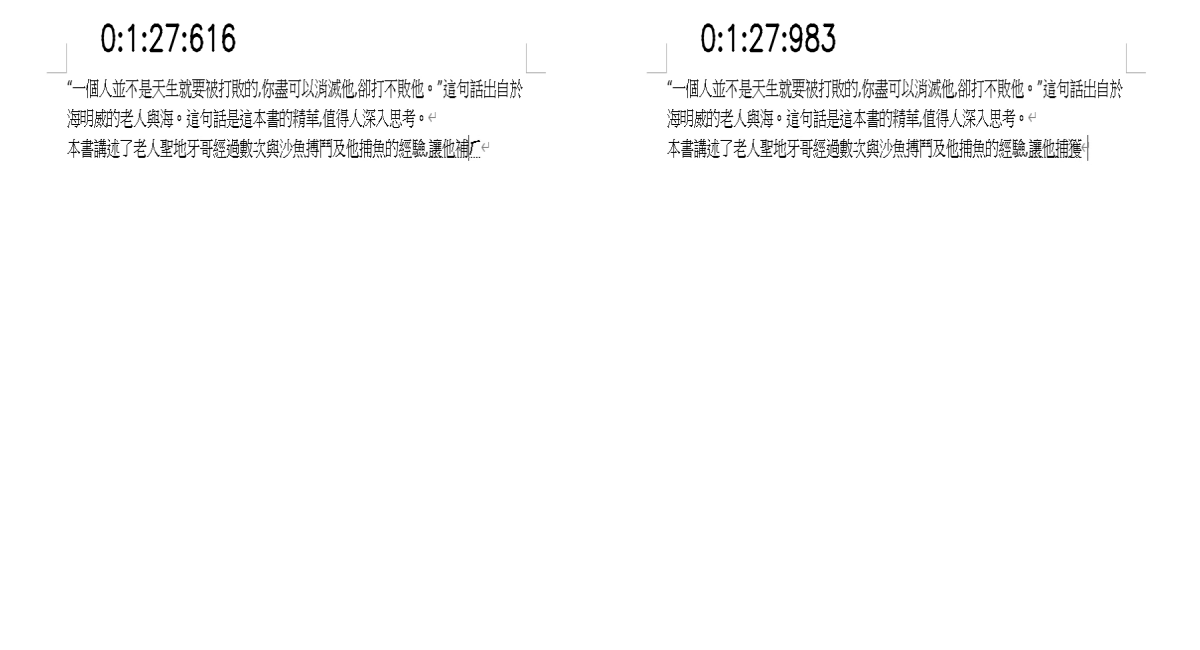 0:1:27:616
“一個人並不是天生就要被打敗的,你盡可以消滅他,卻打不敗他。”這句話出自於
海明威的老人與海。這句話是這本書的精華,值得人深入思考。
本書講述了老人聖地牙哥經過數次與沙魚搏鬥及他捕魚的經驗,讓他補ㄏ
0:1:27:983
“一個人並不是天生就要被打敗的,你盡可以消滅他,卻打不敗他。”這句話出自於
海明威的老人與海。這句話是這本書的精華,值得人深入思考。
本書講述了老人聖地牙哥經過數次與沙魚搏鬥及他捕魚的經驗,讓他捕獲